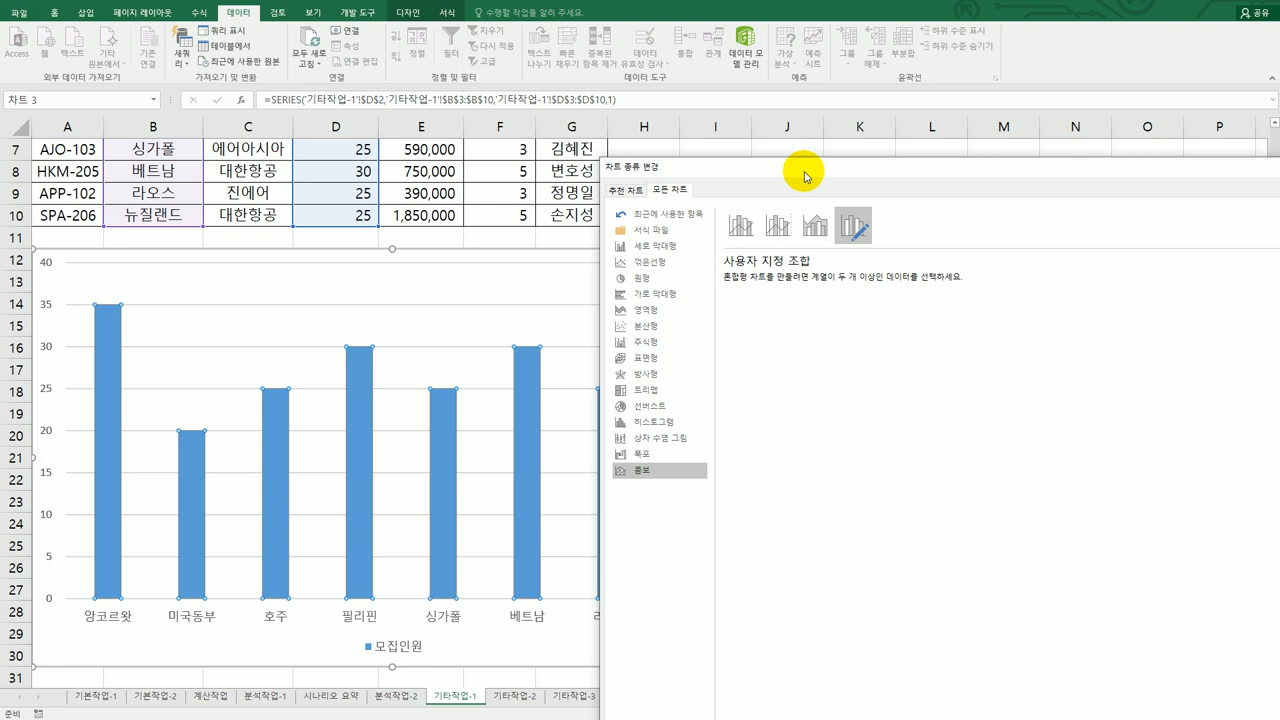 파일 홈 삽입 페이지 레이아웃 수식 데이터 검토 보기 개발 도구 디자인 서식 수행할 작업을 알려 주세요. 공유
Access 웹 텍스트 기타 원본에서 기존 연결 새 쿼리 쿼리 표시 테이블에서 최근에 사용한 원본 모두 새로 고침 연결 속성 연결 편집 정렬 필터 지우기 다시 적용 고급 텍스트 나누기 빠른 채우기 중복된 항목 제거 데이터 유효성 검사 통합 관계 데이터 모델 관리 가상 분석 예측 시트 그룹 그룹 해제 부분합 하위 수준 표시 하위 수준 숨기기
외부 데이터 가져오기 가져오기 및 변환 연결 정렬 및 필터 데이터 도구 예측 윤곽선
차트 3 fx =SERIES('기타작업-1'!$D$2,'기타작업-1'!$B$3:$B$10,'기타작업-1'!$D$3:$D$10,1)
A B C D E F G H I J K L M N O P
7 AJO-103 싱가폴 에어아시아 25 590,000 3 김혜진
8 HKM-205 베트남 대한항공 30 750,000 5 변호성
9 APP-102 라오스 진에어 25 390,000 3 정명일
10 SPA-206 뉴질랜드 대한항공 25 1,850,000 5 손지성
11
12
13
14
15
16
17
18
19
20
21
22
23
24
25
26
27
28
29
30
31
40
35
30
25
20
15
10
5
0
앙코르왓 미국동부 호주 필리핀 싱가폴 베트남
모집인원
차트 종류 변경
추천 차트 모든 차트
최근에 사용한 항목
서식 파일
세로 막대형
꺾은선형
원형
가로 막대형
영역형
분산형
주식형
표면형
방사형
트리맵
선버스트
히스토그램
상자 수염 그림
폭포
콤보
사용자 지정 조합
혼합형 차트를 만들려면 계열이 두 개 이상인 데이터를 선택하세요.
기본작업-1 기본작업-2 계산작업 분석작업-1 시나리오 요약 분석작업-2 기타작업-1 기타작업-2 기타작업-3
준비